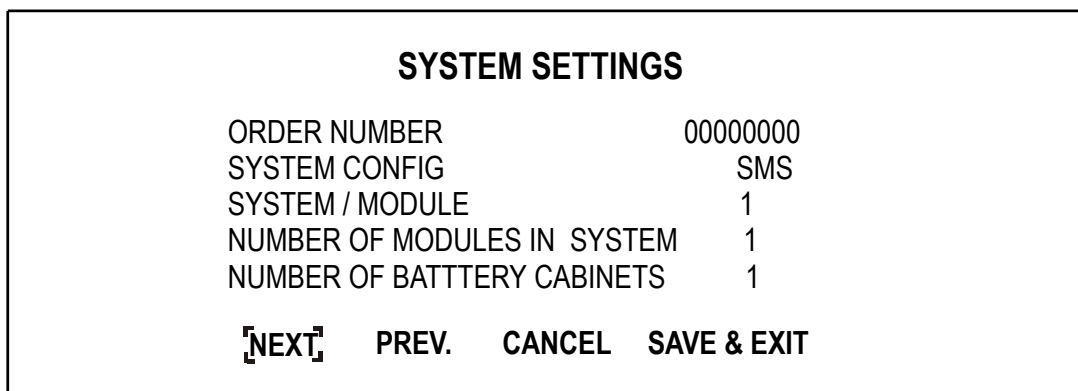 SYSTEM SETTINGS
ORDER NUMBER 00000000
SYSTEM CONFIG SMS
SYSTEM / MODULE 1
NUMBER OF MODULES IN SYSTEM 1
NUMBER OF BATTTERY CABINETS 1
NEXT PREV. CANCEL SAVE & EXIT